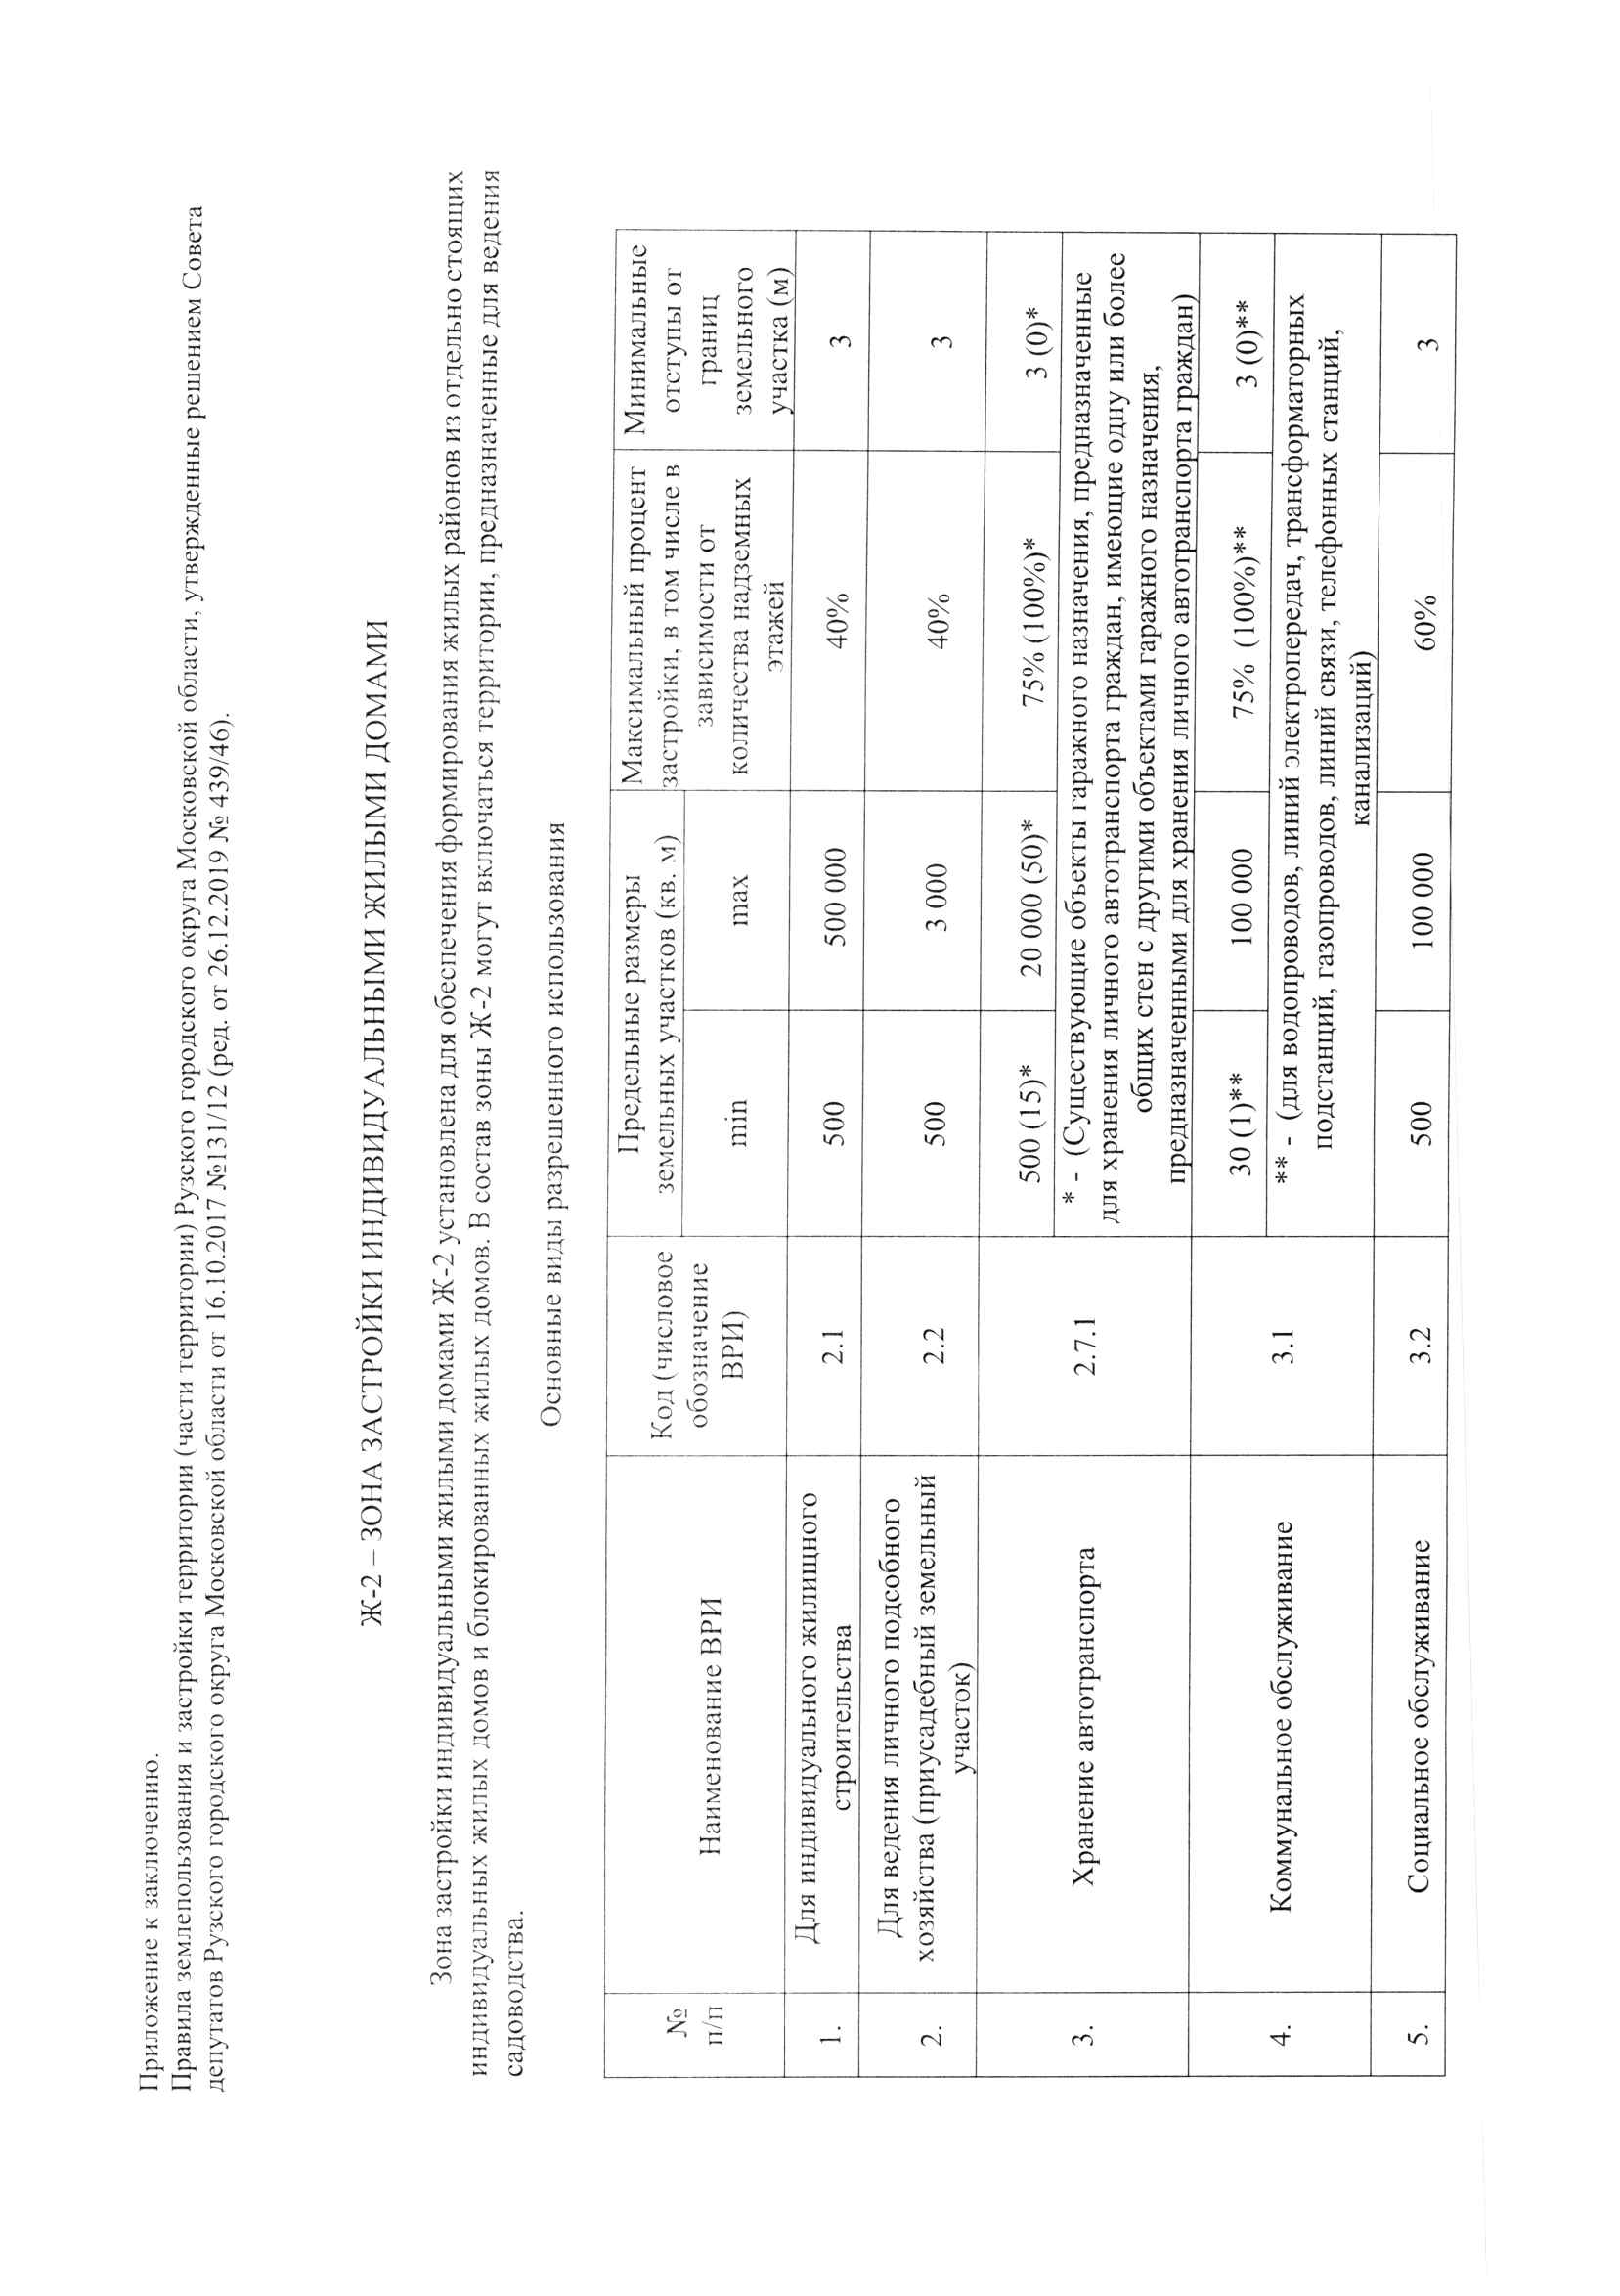 Приложение к заключению.
Правила землепользования и застройки территории (части территории) Рузского городского округа Московской области, утвержденные решением Совета
депутатов Рузского городского округа Московской области от 16.10.2017 №131/12 (ред. от 26.12.2019 № 439/46).
Ж-2 – ЗОНА ЗАСТРОЙКИ ИНДИВИДУАЛЬНЫМИ ЖИЛЫМИ ДОМАМИ
Зона застройки индивидуальными жилыми домами Ж-2 установлена для обеспечения формирования жилых районов из отдельно стоящих
индивидуальных жилых домов и блокированных жилых домов. В состав зоны Ж-2 могут включаться территории, предназначенные для ведения
садоводства.
Основные виды разрешенного использования
№
п/п
Наименование ВРИ
Код (числовое
обозначение
ВРИ)
Предельные размеры
земельных участков (кв. м)
min
max
Максимальный процент
застройки, в том числе в
зависимости от
количества надземных
этажей
Минимальные
отступы от
границ
земельного
участка (м)
1.
Для индивидуального жилищного
строительства
2.1
500
500 000
40%
3
2.
Для ведения личного подсобного
хозяйства (приусадебный земельный
участок)
2.2
500
3 000
40%
3
3.
Хранение автотранспорта
2.7.1
500 (15)*
20 000 (50)*
75% (100%)*
3 (0)*
* - (Существующие объекты гаражного назначения, предназначенные
для хранения личного автотранспорта граждан, имеющие одну или более
общих стен с другими объектами гаражного назначения,
предназначенными для хранения личного автотранспорта граждан)
4.
Коммунальное обслуживание
3.1
30 (1)**
100 000
75% (100%)**
3 (0)**
** - (для водопроводов, линий электропередач, трансформаторных
подстанций, газопроводов, линий связи, телефонных станций,
канализаций)
5.
Социальное обслуживание
3.2
500
100 000
60%
3